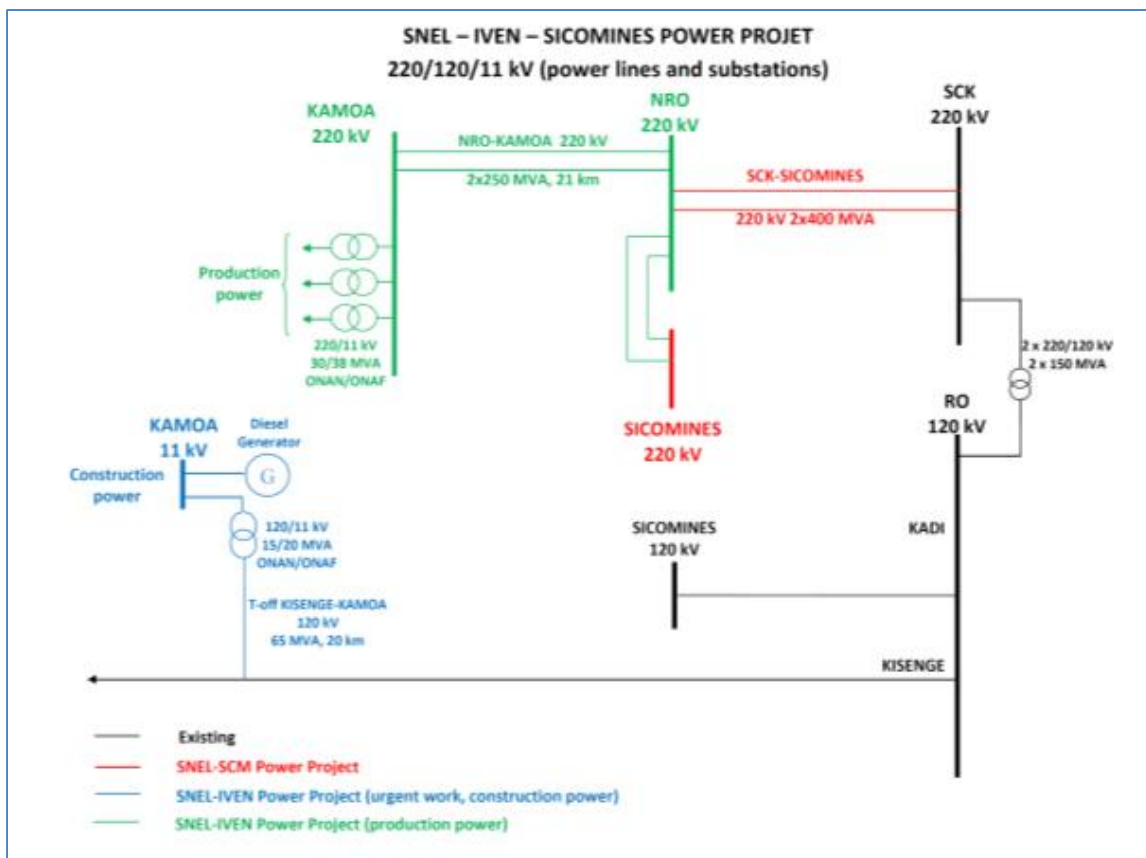 SNEL – IVEN – SICOMINES POWER PROJET
220/120/11 kV (power lines and substations)
KAMOA
220 kV
NRO
220 kV
SCK
220 kV
NRO-KAMOA 220 kV
2x250 MVA, 21 km
SCK-SICOMINES
220 kV 2x400 MVA
Production
power
220/11 kV
30/38 MVA
ONAN/ONAF
2 x 220/120 kV
2 x 150 MVA
SICOMINES
220 kV
RO
120 kV
KAMOA
11 kV
Diesel
Generator
G
Construction
power
120/11 kV
15/20 MVA
ONAN/ONAF
SICOMINES
120 kV
KADI
T-off KISENGE-KAMOA
120 kV
65 MVA, 20 km
KISENGE
Existing
SNEL-SCM Power Project
SNEL-IVEN Power Project (urgent work, construction power)
SNEL-IVEN Power Project (production power)